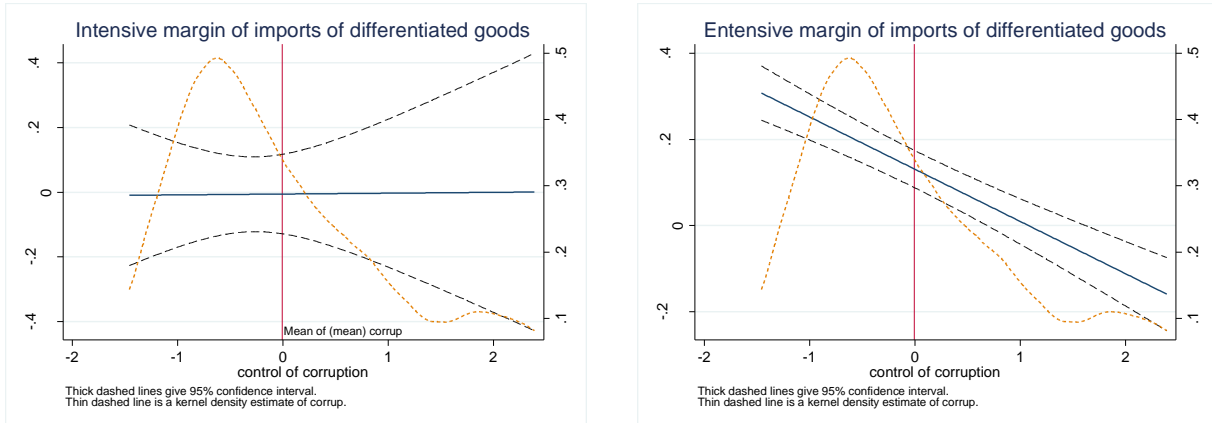 Intensive margin of imports of differentiated goods
.4
.2
0
-.2
-.4
.5
.4
.3
.2
.1
Mean of (mean) corrup
-2 -1 0 1 2
control of corruption
Thick dashed lines give 95% confidence interval.
Thin dashed line is a kernel density estimate of corrup.
Entensive margin of imports of differentiated goods
.4
.2
0
-.2
.5
.4
.3
.2
.1
-2 -1 0 1 2
control of corruption
Thick dashed lines give 95% confidence interval.
Thin dashed line is a kernel density estimate of corrup.